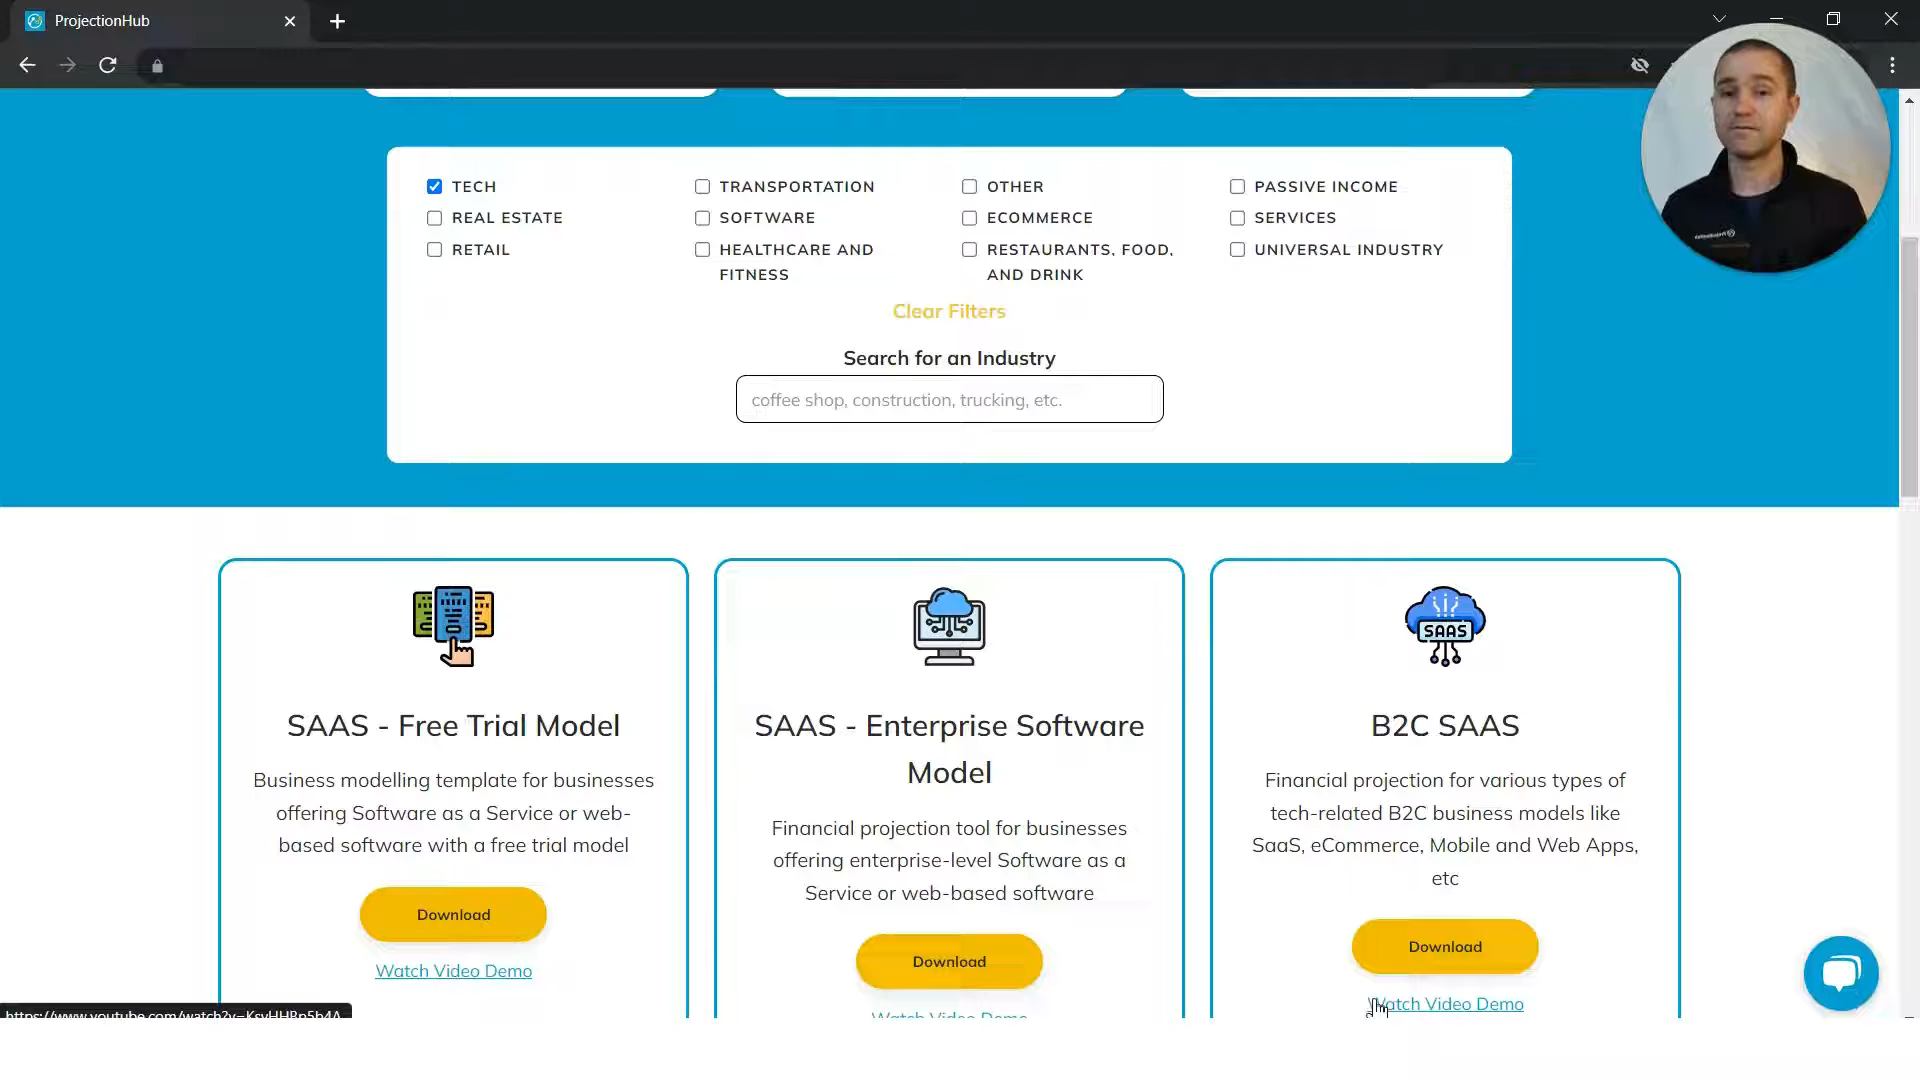 ProjectionHub
TECH
TRANSPORTATION
OTHER
PASSIVE INCOME
REAL ESTATE
SOFTWARE
ECOMMERCE
SERVICES
RETAIL
HEALTHCARE AND
FITNESS
RESTAURANTS, FOOD,
AND DRINK
UNIVERSAL INDUSTRY
Clear Filters
Search for an Industry
coffee shop, construction, trucking, etc.
SAAS
SAAS - Free Trial Model
Business modelling template for businesses
offering Software as a Service or web-
based software with a free trial model
Download
Watch Video Demo
SAAS - Enterprise Software
Model
Financial projection tool for businesses
offering enterprise-level Software as a
Service or web-based software
Download
Watch Video Demo
B2C SAAS
Financial projection for various types of
tech-related B2C business models like
SaaS, eCommerce, Mobile and Web Apps,
etc
Download
Watch Video Demo